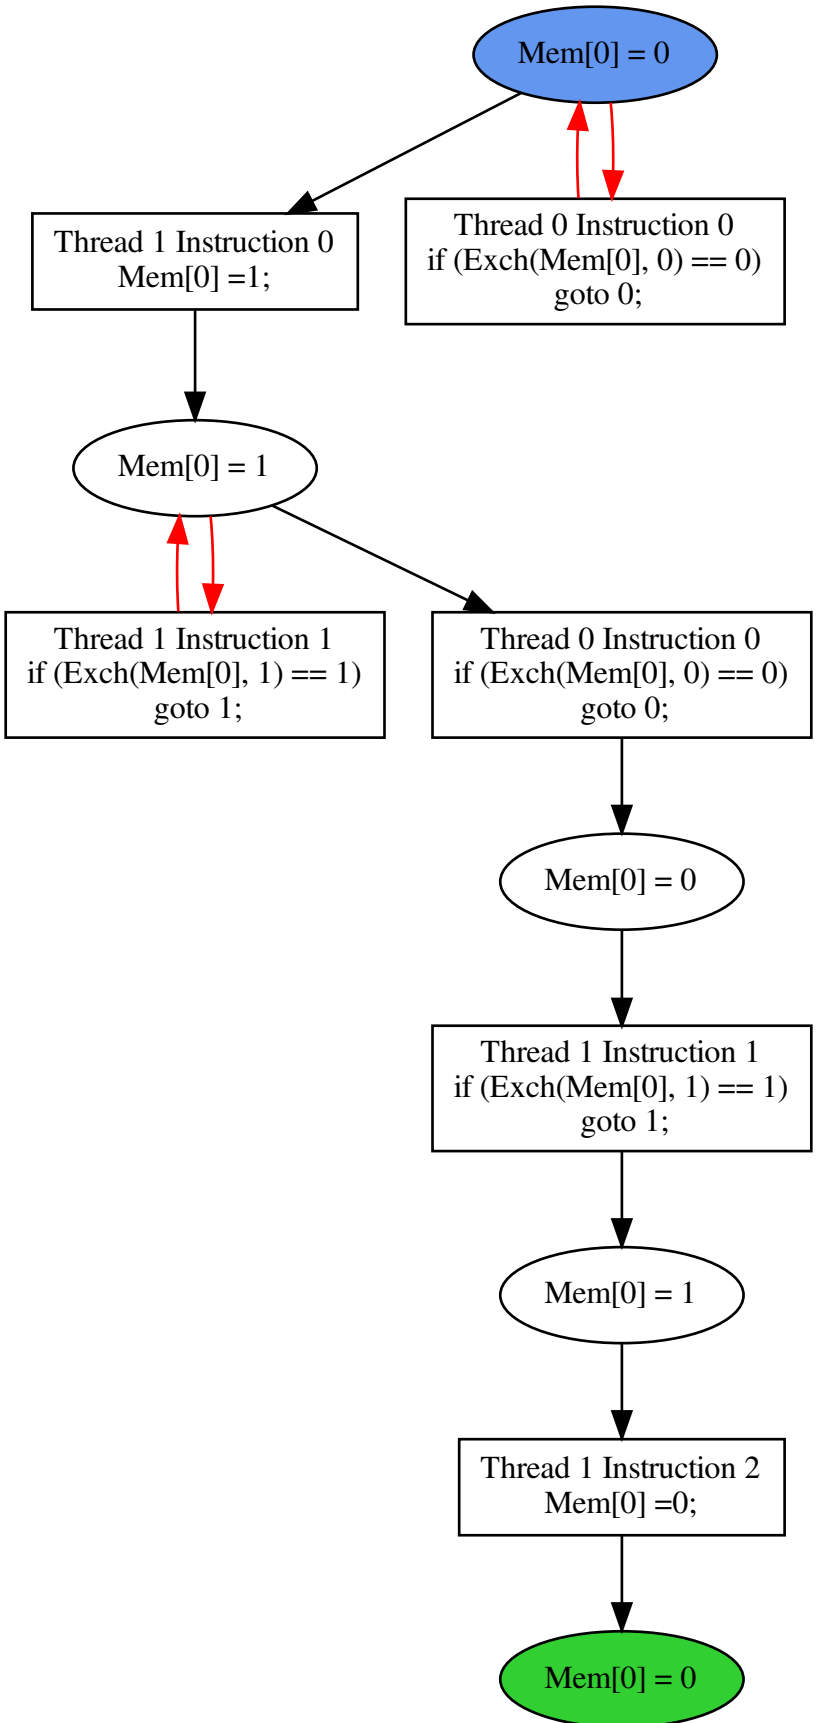 Mem[0] = 0
Thread 1 Instruction 0
Mem[0] =1;
Thread 0 Instruction 0
if (Exch(Mem[0], 0) == 0)
goto 0;
Mem[0] = 1
Thread 1 Instruction 1
if (Exch(Mem[0], 1) == 1)
goto 1;
Thread 0 Instruction 0
if (Exch(Mem[0], 0) == 0)
goto 0;
Mem[0] = 0
Thread 1 Instruction 1
if (Exch(Mem[0], 1) == 1)
goto 1;
Mem[0] = 1
Thread 1 Instruction 2
Mem[0] =0;
Mem[0] = 0